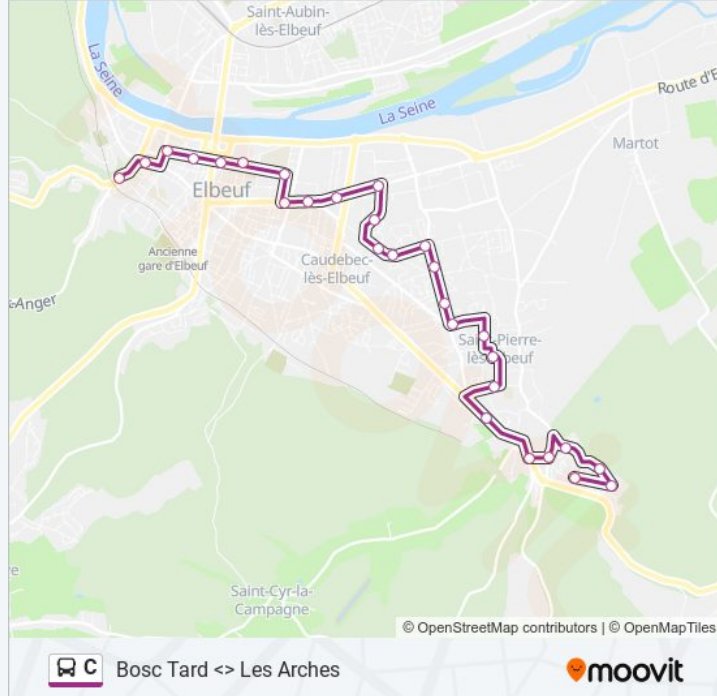 Saint-Aubin-
lès-Elbeuf
La Seine
La Seine
Route d'E
Martot
Elbeuf
Ancienne
gare d'Elbeuf
Caudebec-
lès-Elbeuf
-Anger
Saint-Pierre-
lès-Elbeuf
e
Saint-Cyr-la-
Campagne
© OpenStreetMap contributors | © OpenMapTiles
C Bosc Tard <> Les Arches
moovit